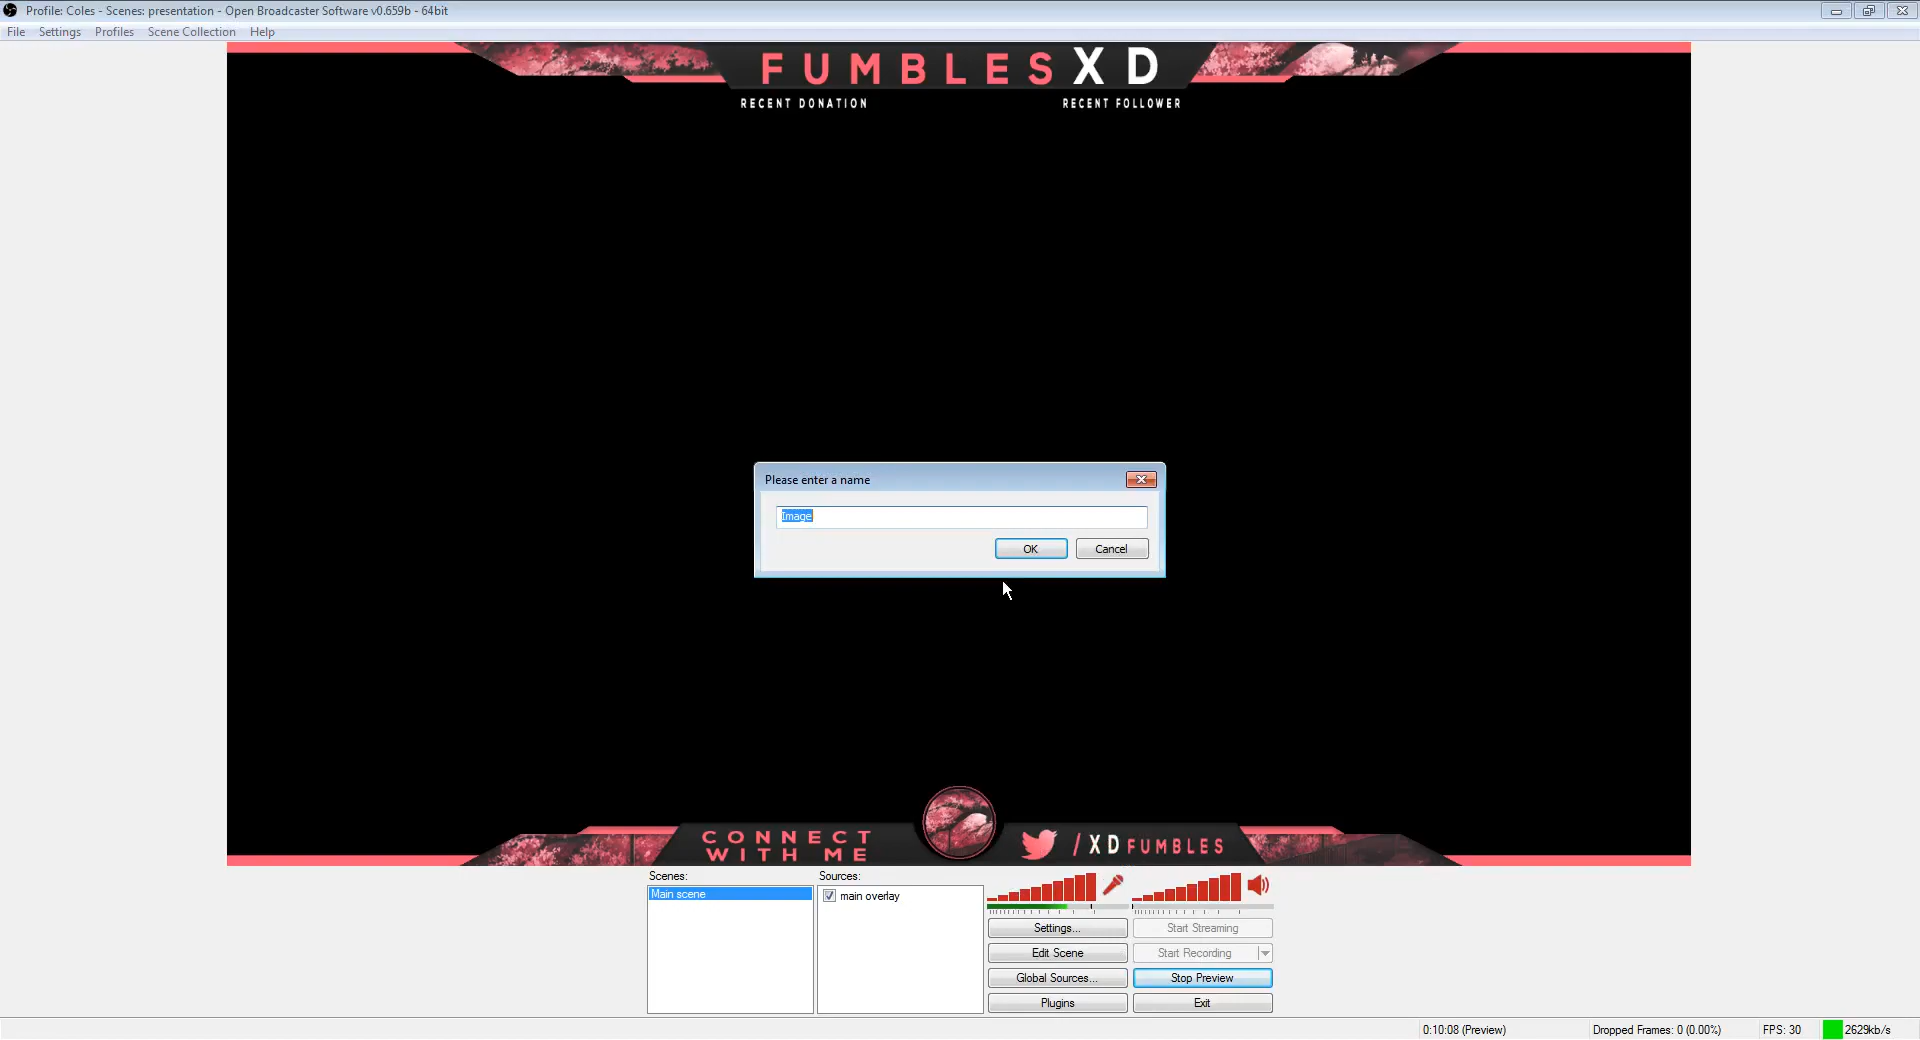 Profile: Coles - Scenes: presentation - Open Broadcaster Software v0.659b - 64bit
File Settings Profiles Scene Collection Help
FUMBLESXD
RECENT DONATION RECENT FOLLOWER
Please enter a name
Image
OK Cancel
CONNECT
WITH ME
/XDFUMBLES
Scenes: Sources:
Main scene
main overlay
Settings... Start Streaming
Edit Scene Start Recording
Global Sources... Stop Preview
Plugins Exit
0:10:08 (Preview) Dropped Frames: 0 (0.00%) FPS: 30 2629kb/s